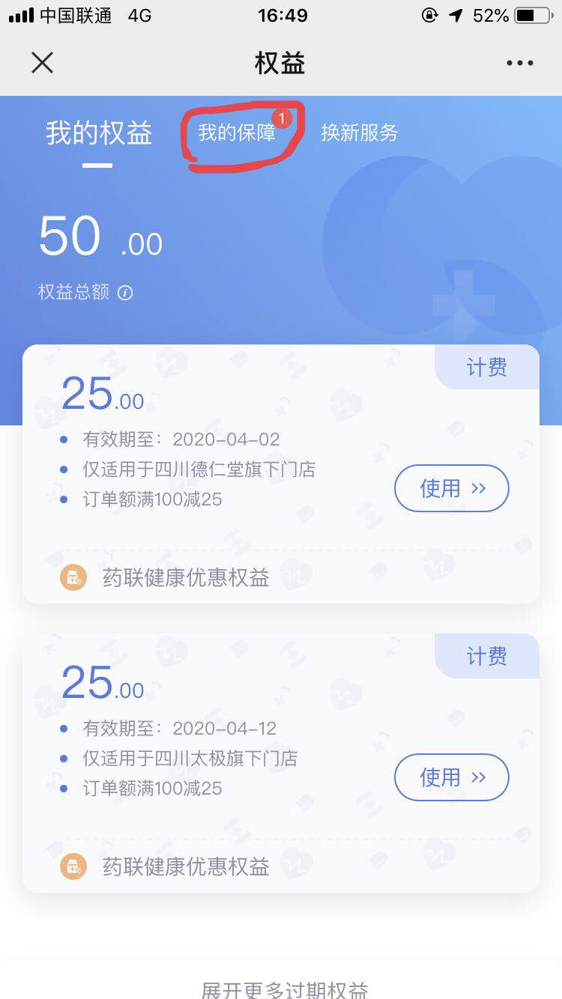 中国联通 4G 16:49 52%
权益
我的权益 我的保障 1 换新服务
50.00
权益总额
计费
25.00
有效期至：2020-04-02
仅适用于四川德仁堂旗下门店
订单额满100减25
使用
药联健康优惠权益
计费
25.00
有效期至：2020-04-12
仅适用于四川太极旗下门店
订单额满100减25
使用
药联健康优惠权益
展开更多过期权益